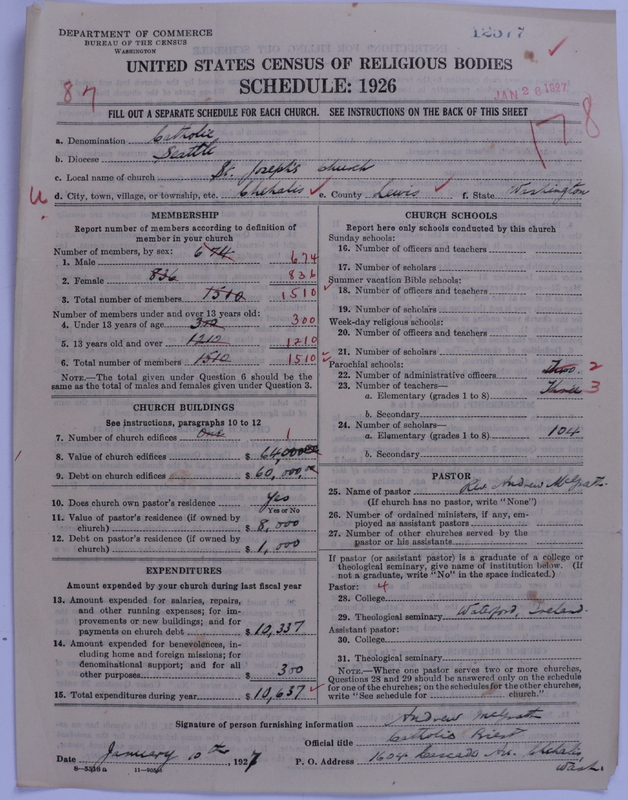 DEPARTMENT OF COMMERCE
BUREAU OF THE CENSUS
WASHINGTON
12377
UNITED STATES CENSUS OF RELIGIOUS BODIES
SCHEDULE: 1926
87
JAN 28 1927
178
FILL OUT A SEPARATE SCHEDULE FOR EACH CHURCH. SEE INSTRUCTIONS ON THE BACK OF THIS SHEET
a. Denomination Catholic
b. Diocese Seattle
c. Local name of church St. Joseph's Church
d. City, town, village, or township, etc. Chehalis e. County Lewis f. State Washington
MEMBERSHIP
Report number of members according to definition of
member in your church
Number of members, by sex:
1. Male 674 674
2. Female 836 836
3. Total number of members 1510 1510
Number of members under and over 13 years old:
4. Under 13 years of age 300 300
5. 13 years old and over 1210 1210
6. Total number of members 1510 1510
NOTE.—The total given under Question 6 should be the
same as the total of males and females given under Question 3.
CHURCH BUILDINGS
See instructions, paragraphs 10 to 12
7. Number of church edifices One 1
8. Value of church edifices $ 64,000
9. Debt on church edifices $ 60,000,00
10. Does church own pastor's residence Yes
Yes or No
11. Value of pastor's residence (if owned by
church) $ 8,000
12. Debt on pastor's residence (if owned by
church) $ 1,000
EXPENDITURES
Amount expended by your church during last fiscal year
13. Amount expended for salaries, repairs,
and other running expenses; for im-
provements or new buildings; and for
payments on church debt $ 10,337
14. Amount expended for benevolences, in-
cluding home and foreign missions; for
denominational support; and for all
other purposes $ 300
15. Total expenditures during year $ 10,637
CHURCH SCHOOLS
Report here only schools conducted by this church
Sunday schools:
16. Number of officers and teachers
17. Number of scholars
Summer vacation Bible schools:
18. Number of officers and teachers
19. Number of scholars
Week-day religious schools:
20. Number of officers and teachers
21. Number of scholars
Parochial schools:
22. Number of administrative officers Two 2
23. Number of teachers—
a. Elementary (grades 1 to 8) Three 3
b. Secondary
24. Number of scholars—
a. Elementary (grades 1 to 8) 104
b. Secondary
PASTOR
25. Name of pastor Rev Andrew McGrath
(If church has no pastor, write "None")
26. Number of ordained ministers, if any, em-
ployed as assistant pastors
27. Number of other churches served by the
pastor or his assistants
If pastor (or assistant pastor) is a graduate of a college or
theological seminary, give name of institution below. (If
not a graduate, write "No" in the space indicated.)
Pastor: 4
28. College
29. Theological seminary Waterford, Ireland.
Assistant pastor:
30. College
31. Theological seminary
NOTE.—Where one pastor serves two or more churches,
Questions 28 and 29 should be answered only on the schedule
for one of the churches; on the schedules for the other churches,
write "See schedule for church."
Signature of person furnishing information Andrew McGrath
Official title Catholic Priest
Date January 10th, 1927 P. O. Address 1604 Cascade Av. Chehalis
Wash.